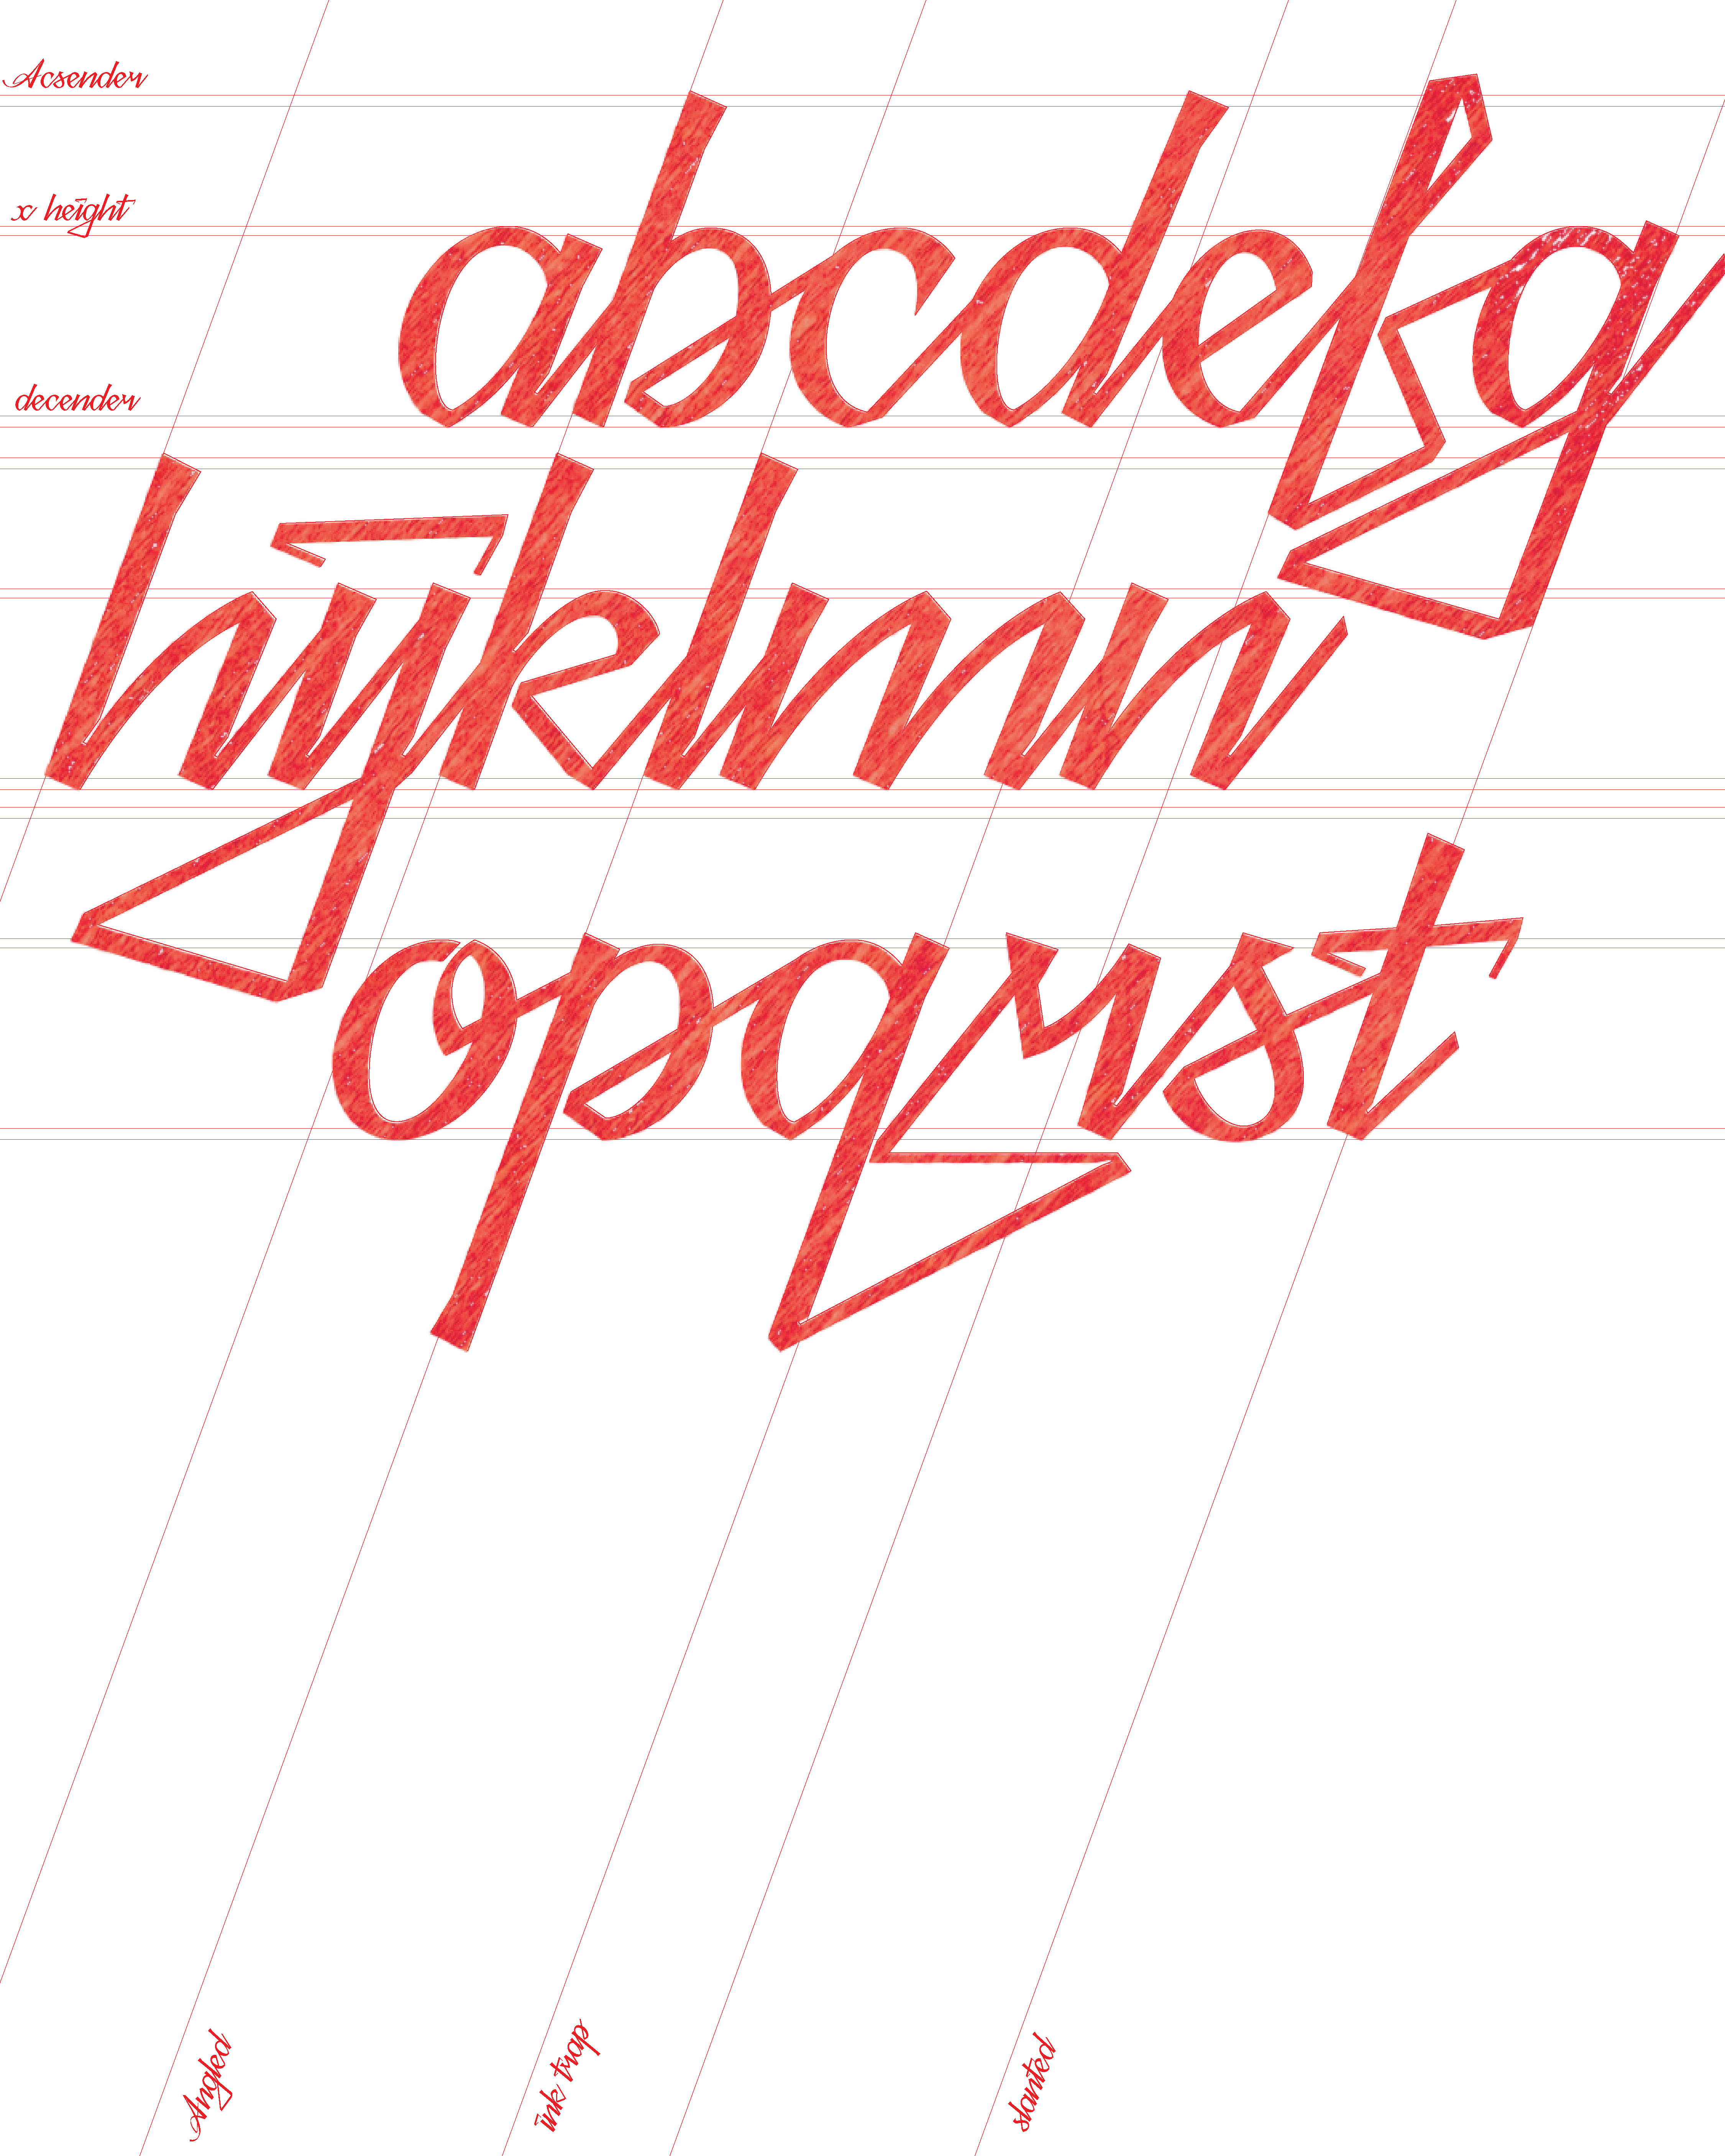 Acsender
x height
decender
abcdefg
hijklmn
opqrst
Angled
ink trap
slanted